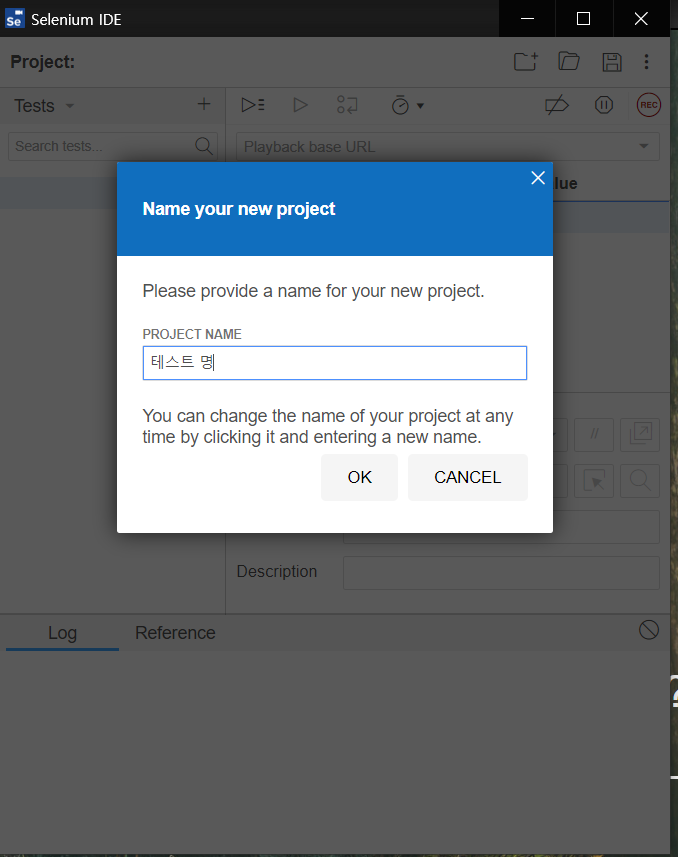 Se Selenium IDE
Project:
Tests
REC
Search tests...
Playback base URL
lue
Name your new project
Please provide a name for your new project.
PROJECT NAME
테스트 명
You can change the name of your project at any
time by clicking it and entering a new name.
OK CANCEL
//
Description
Log Reference
?